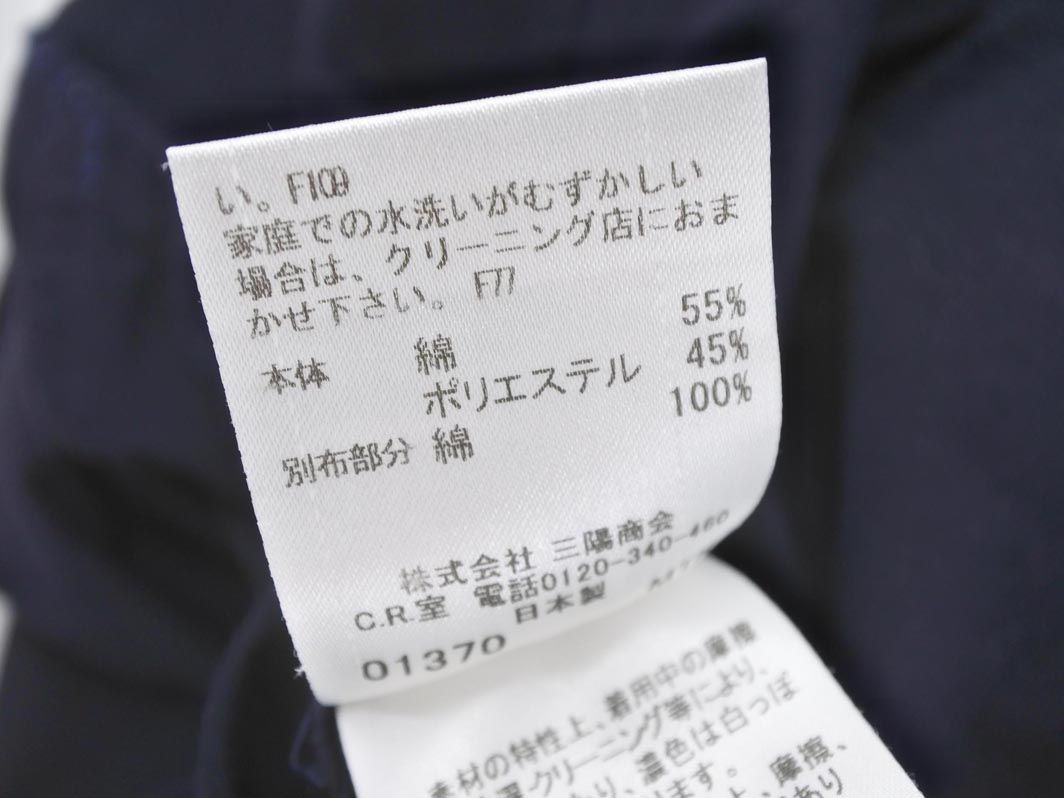 い。F109
家庭での水洗いがむずかしい
場合は、クリーニング店におま
かせ下さい。 F77
本体 綿 55%
ポリエステル 45%
別布部分 綿 100%
株式会社 三陽商会
C.R.室 電話0120-340-460
日本製
01370
素材の特性上、着用中の摩擦
クリーニング等により、
濃色は白っぽ
ます。
摩擦、
あり